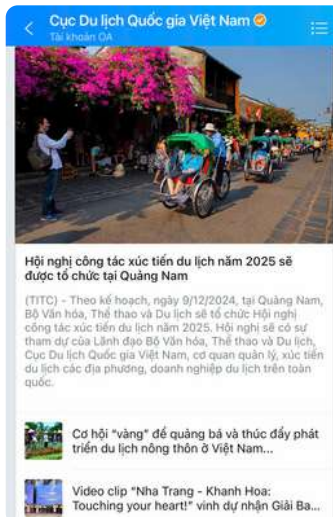 Cục Du lịch Quốc gia Việt Nam
Tài khoản OA
Hội nghị công tác xúc tiến du lịch năm 2025 sẽ
được tổ chức tại Quảng Nam
(TITC) - Theo kế hoạch, ngày 9/12/2024, tại Quảng Nam,
Bộ Văn hóa, Thể thao và Du lịch sẽ tổ chức Hội nghị
công tác xúc tiến du lịch năm 2025. Hội nghị sẽ có sự
tham dự của Lãnh đạo Bộ Văn hóa, Thể thao và Du lịch,
Cục Du lịch Quốc gia Việt Nam, cơ quan quản lý, xúc tiến
du lịch các địa phương, doanh nghiệp du lịch trên toàn
quốc.
Cơ hội "vàng" để quảng bá và thúc đẩy phát
triển du lịch nông thôn ở Việt Nam...
Video clip "Nha Trang - Khanh Hoa:
Touching your heart!" vinh dự nhận Giải Ba...